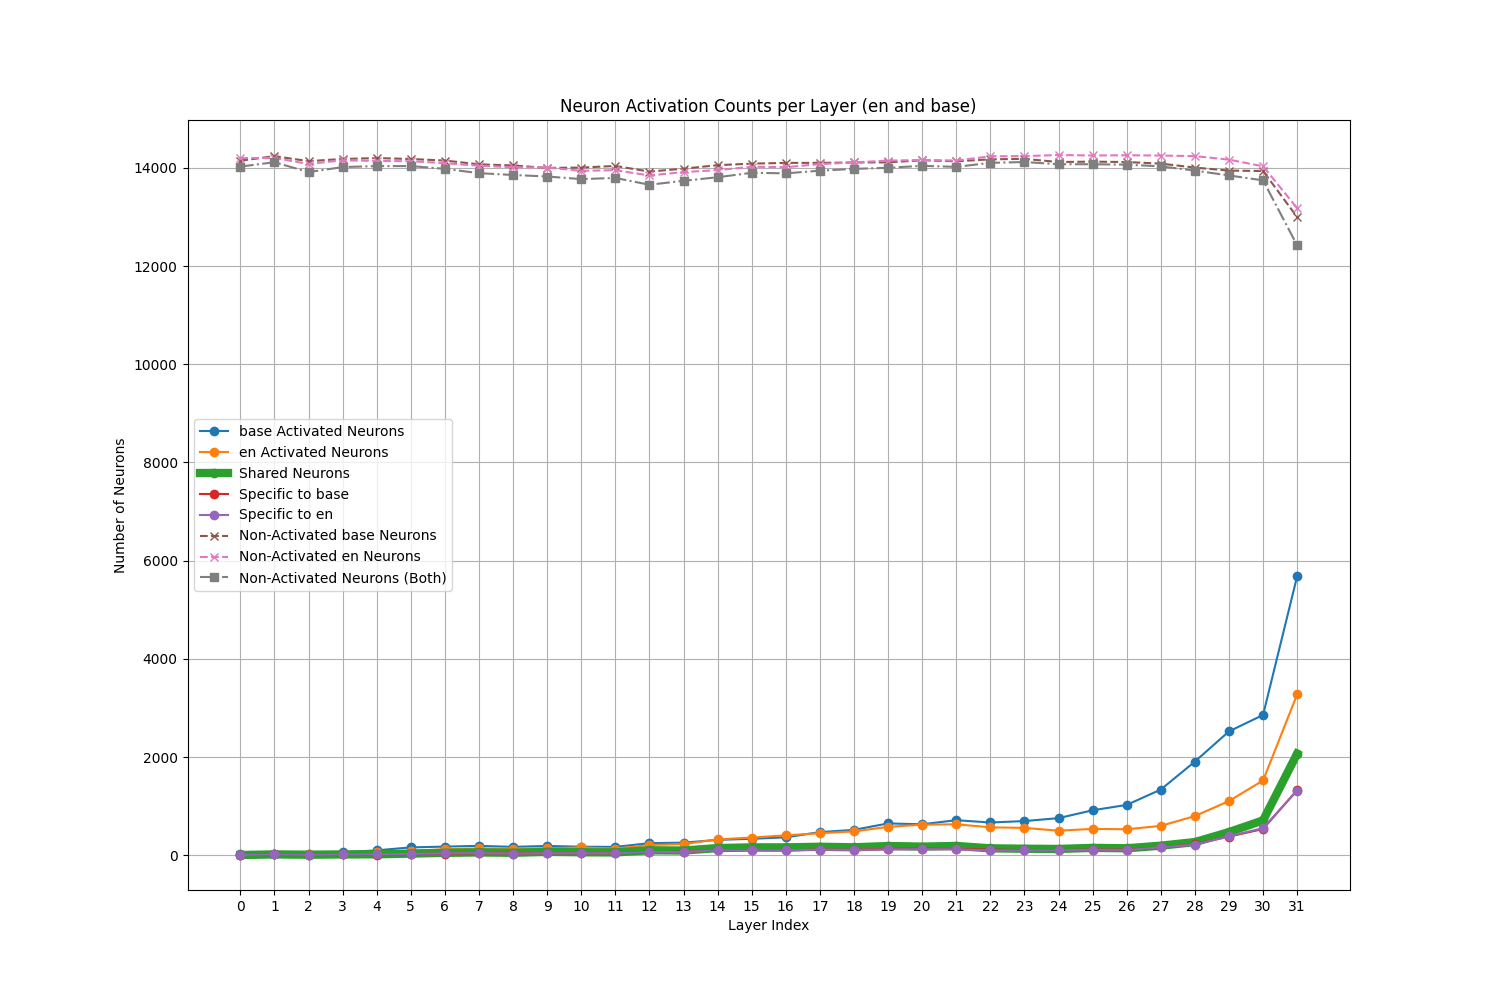 Neuron Activation Counts per Layer (en and base)
14000
12000
10000
8000
6000
4000
2000
0
Number of Neurons
base Activated Neurons
en Activated Neurons
Shared Neurons
Specific to base
Specific to en
Non-Activated base Neurons
Non-Activated en Neurons
Non-Activated Neurons (Both)
0 1 2 3 4 5 6 7 8 9 10 11 12 13 14 15 16 17 18 19 20 21 22 23 24 25 26 27 28 29 30 31
Layer Index